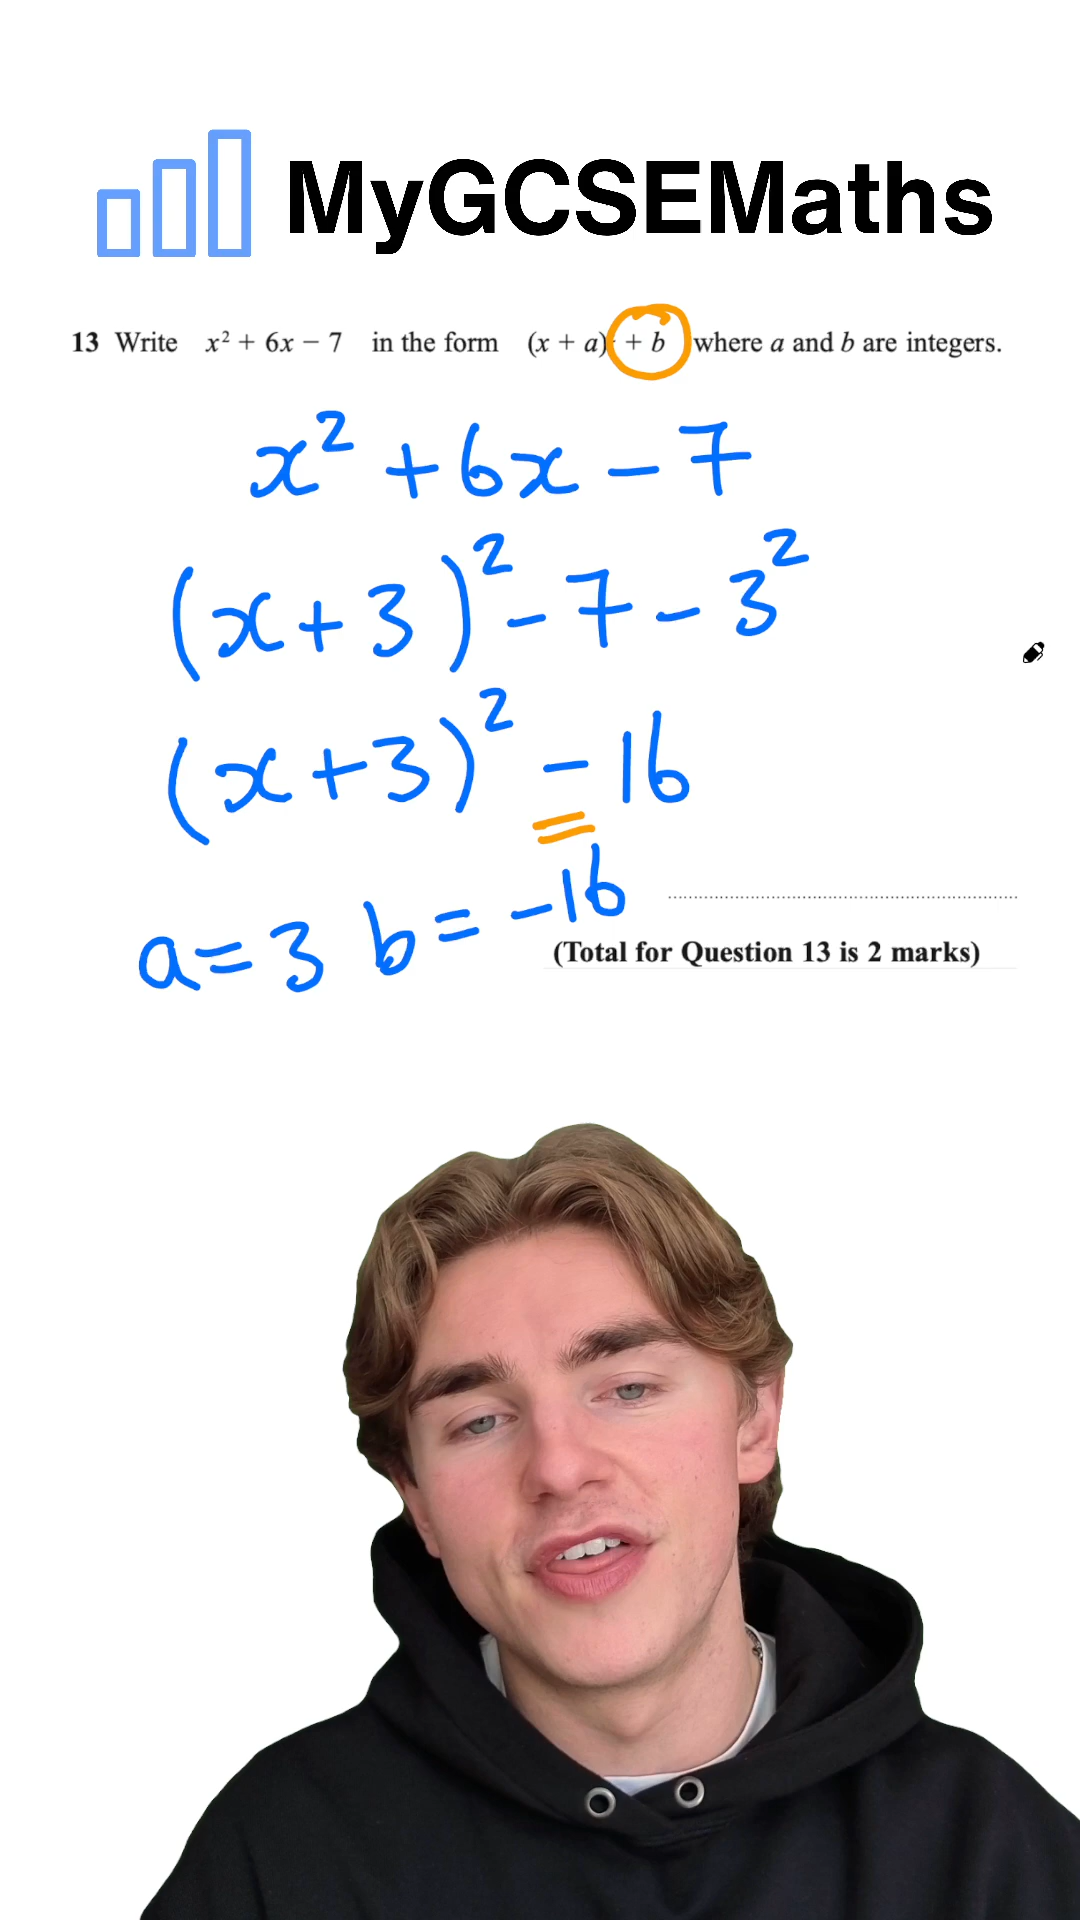 MyGCSEMaths
13 Write x² + 6x − 7 in the form (x + a) + b where a and b are integers.
x² + 6x − 7
(x+3)² − 7 − 3²
(x+3)² − 16
a = 3 b = −16
(Total for Question 13 is 2 marks)